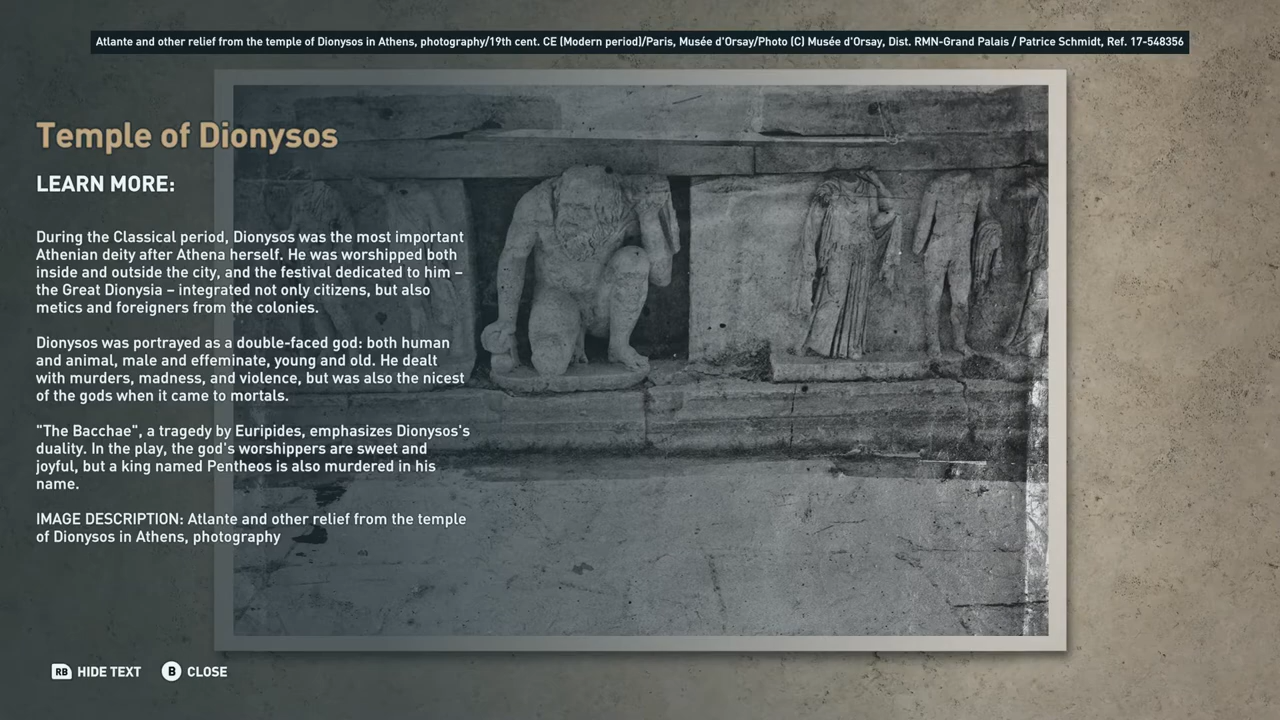 Atlante and other relief from the temple of Dionysos in Athens, photography/19th cent. CE (Modern period)/Paris, Musée d'Orsay/Photo (C) Musée d'Orsay, Dist. RMN-Grand Palais / Patrice Schmidt, Ref. 17-548356
Temple of Dionysos
LEARN MORE:
During the Classical period, Dionysos was the most important
Athenian deity after Athena herself. He was worshipped both
inside and outside the city, and the festival dedicated to him –
the Great Dionysia – integrated not only citizens, but also
metics and foreigners from the colonies.
Dionysos was portrayed as a double-faced god: both human
and animal, male and effeminate, young and old. He dealt
with murders, madness, and violence, but was also the nicest
of the gods when it came to mortals.
"The Bacchae", a tragedy by Euripides, emphasizes Dionysos's
duality. In the play, the god's worshippers are sweet and
joyful, but a king named Pentheos is also murdered in his
name.
IMAGE DESCRIPTION: Atlante and other relief from the temple
of Dionysos in Athens, photography
RB HIDE TEXT B CLOSE